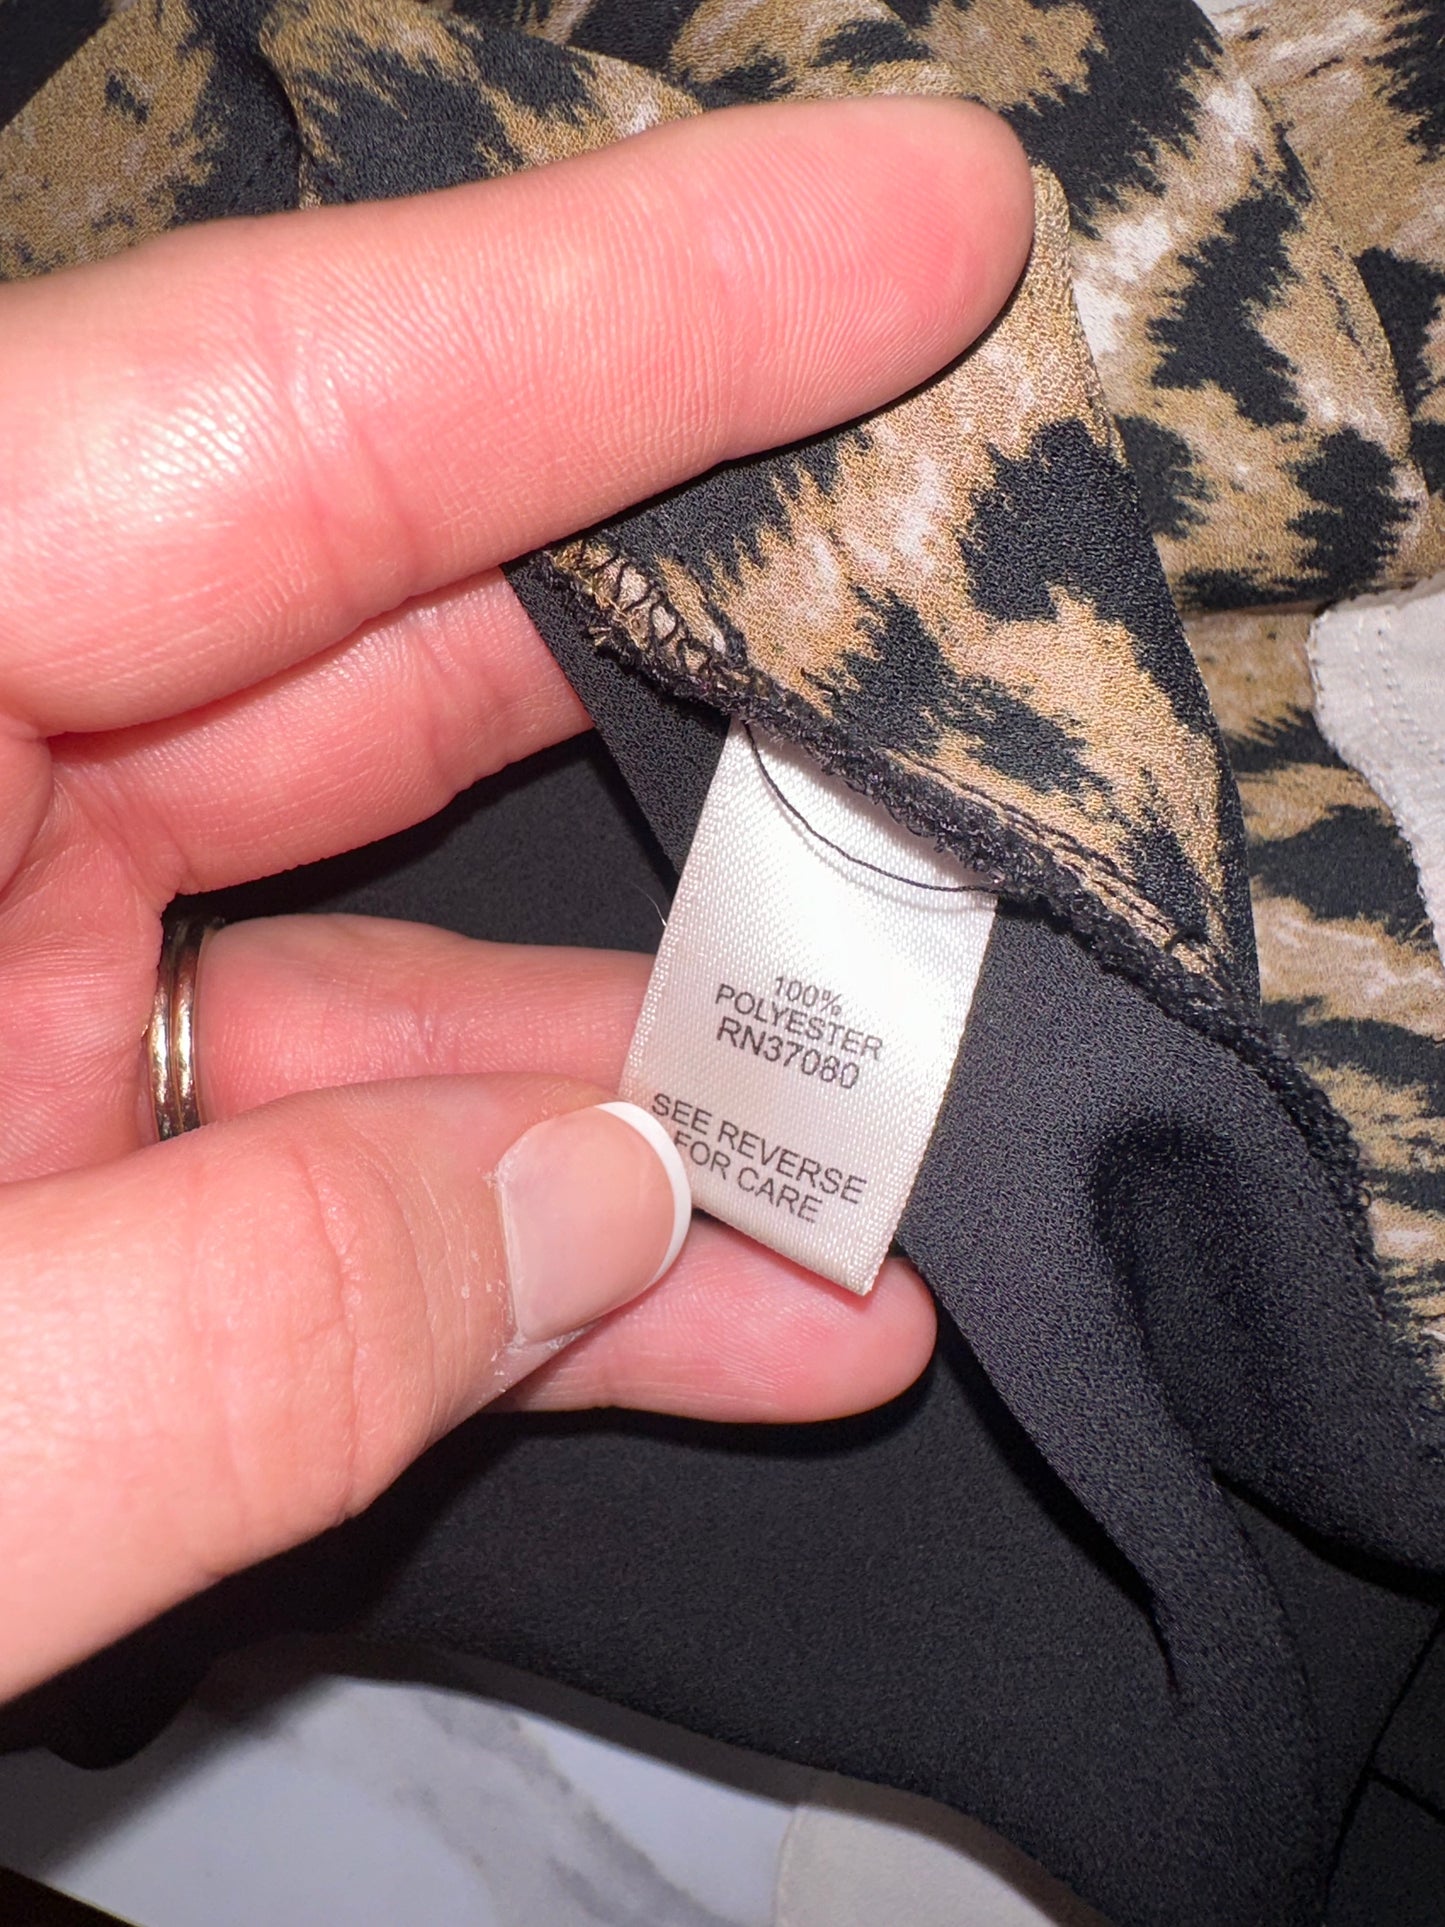 100%
POLYESTER
RN37080
SEE REVERSE
FOR CARE